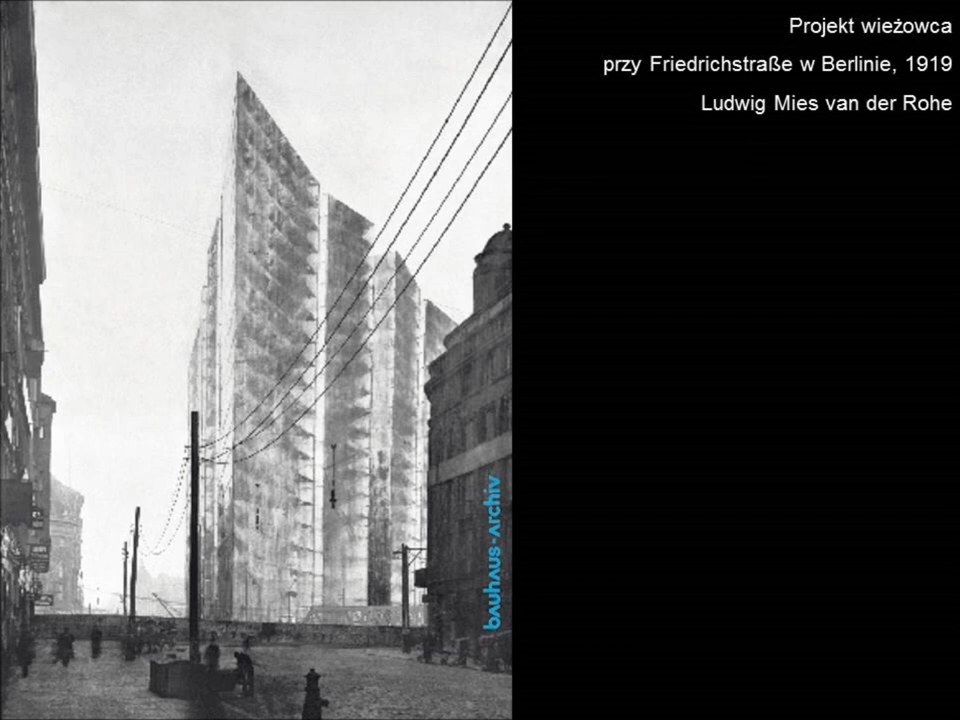 Projekt wieżowca
przy Friedrichstraße w Berlinie, 1919
Ludwig Mies van der Rohe
bauhaus-archiv